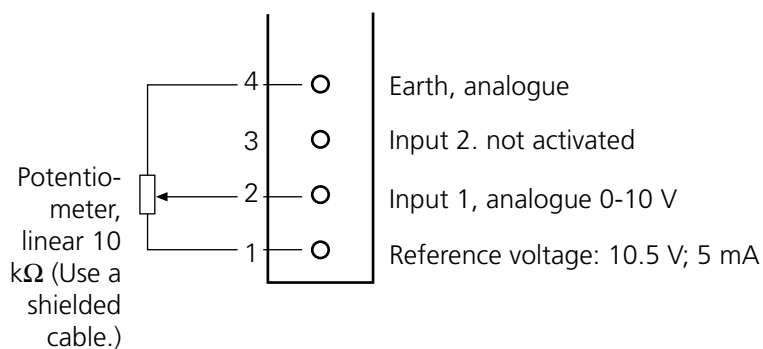 4
Earth, analogue
3
Input 2. not activated
Potentio-
meter,
linear 10
kΩ (Use a
shielded
cable.)
2
Input 1, analogue 0-10 V
1
Reference voltage: 10.5 V; 5 mA